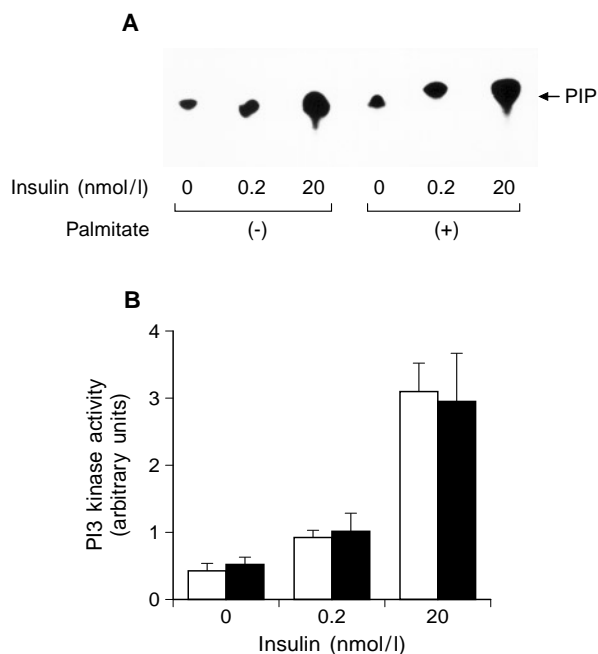 A
PIP
Insulin (nmol/l) 0 0.2 20 0 0.2 20
Palmitate (-) (+)
B
PI3 kinase activity
(arbitrary units)
4
3
2
1
0
0 0.2 20
Insulin (nmol/l)